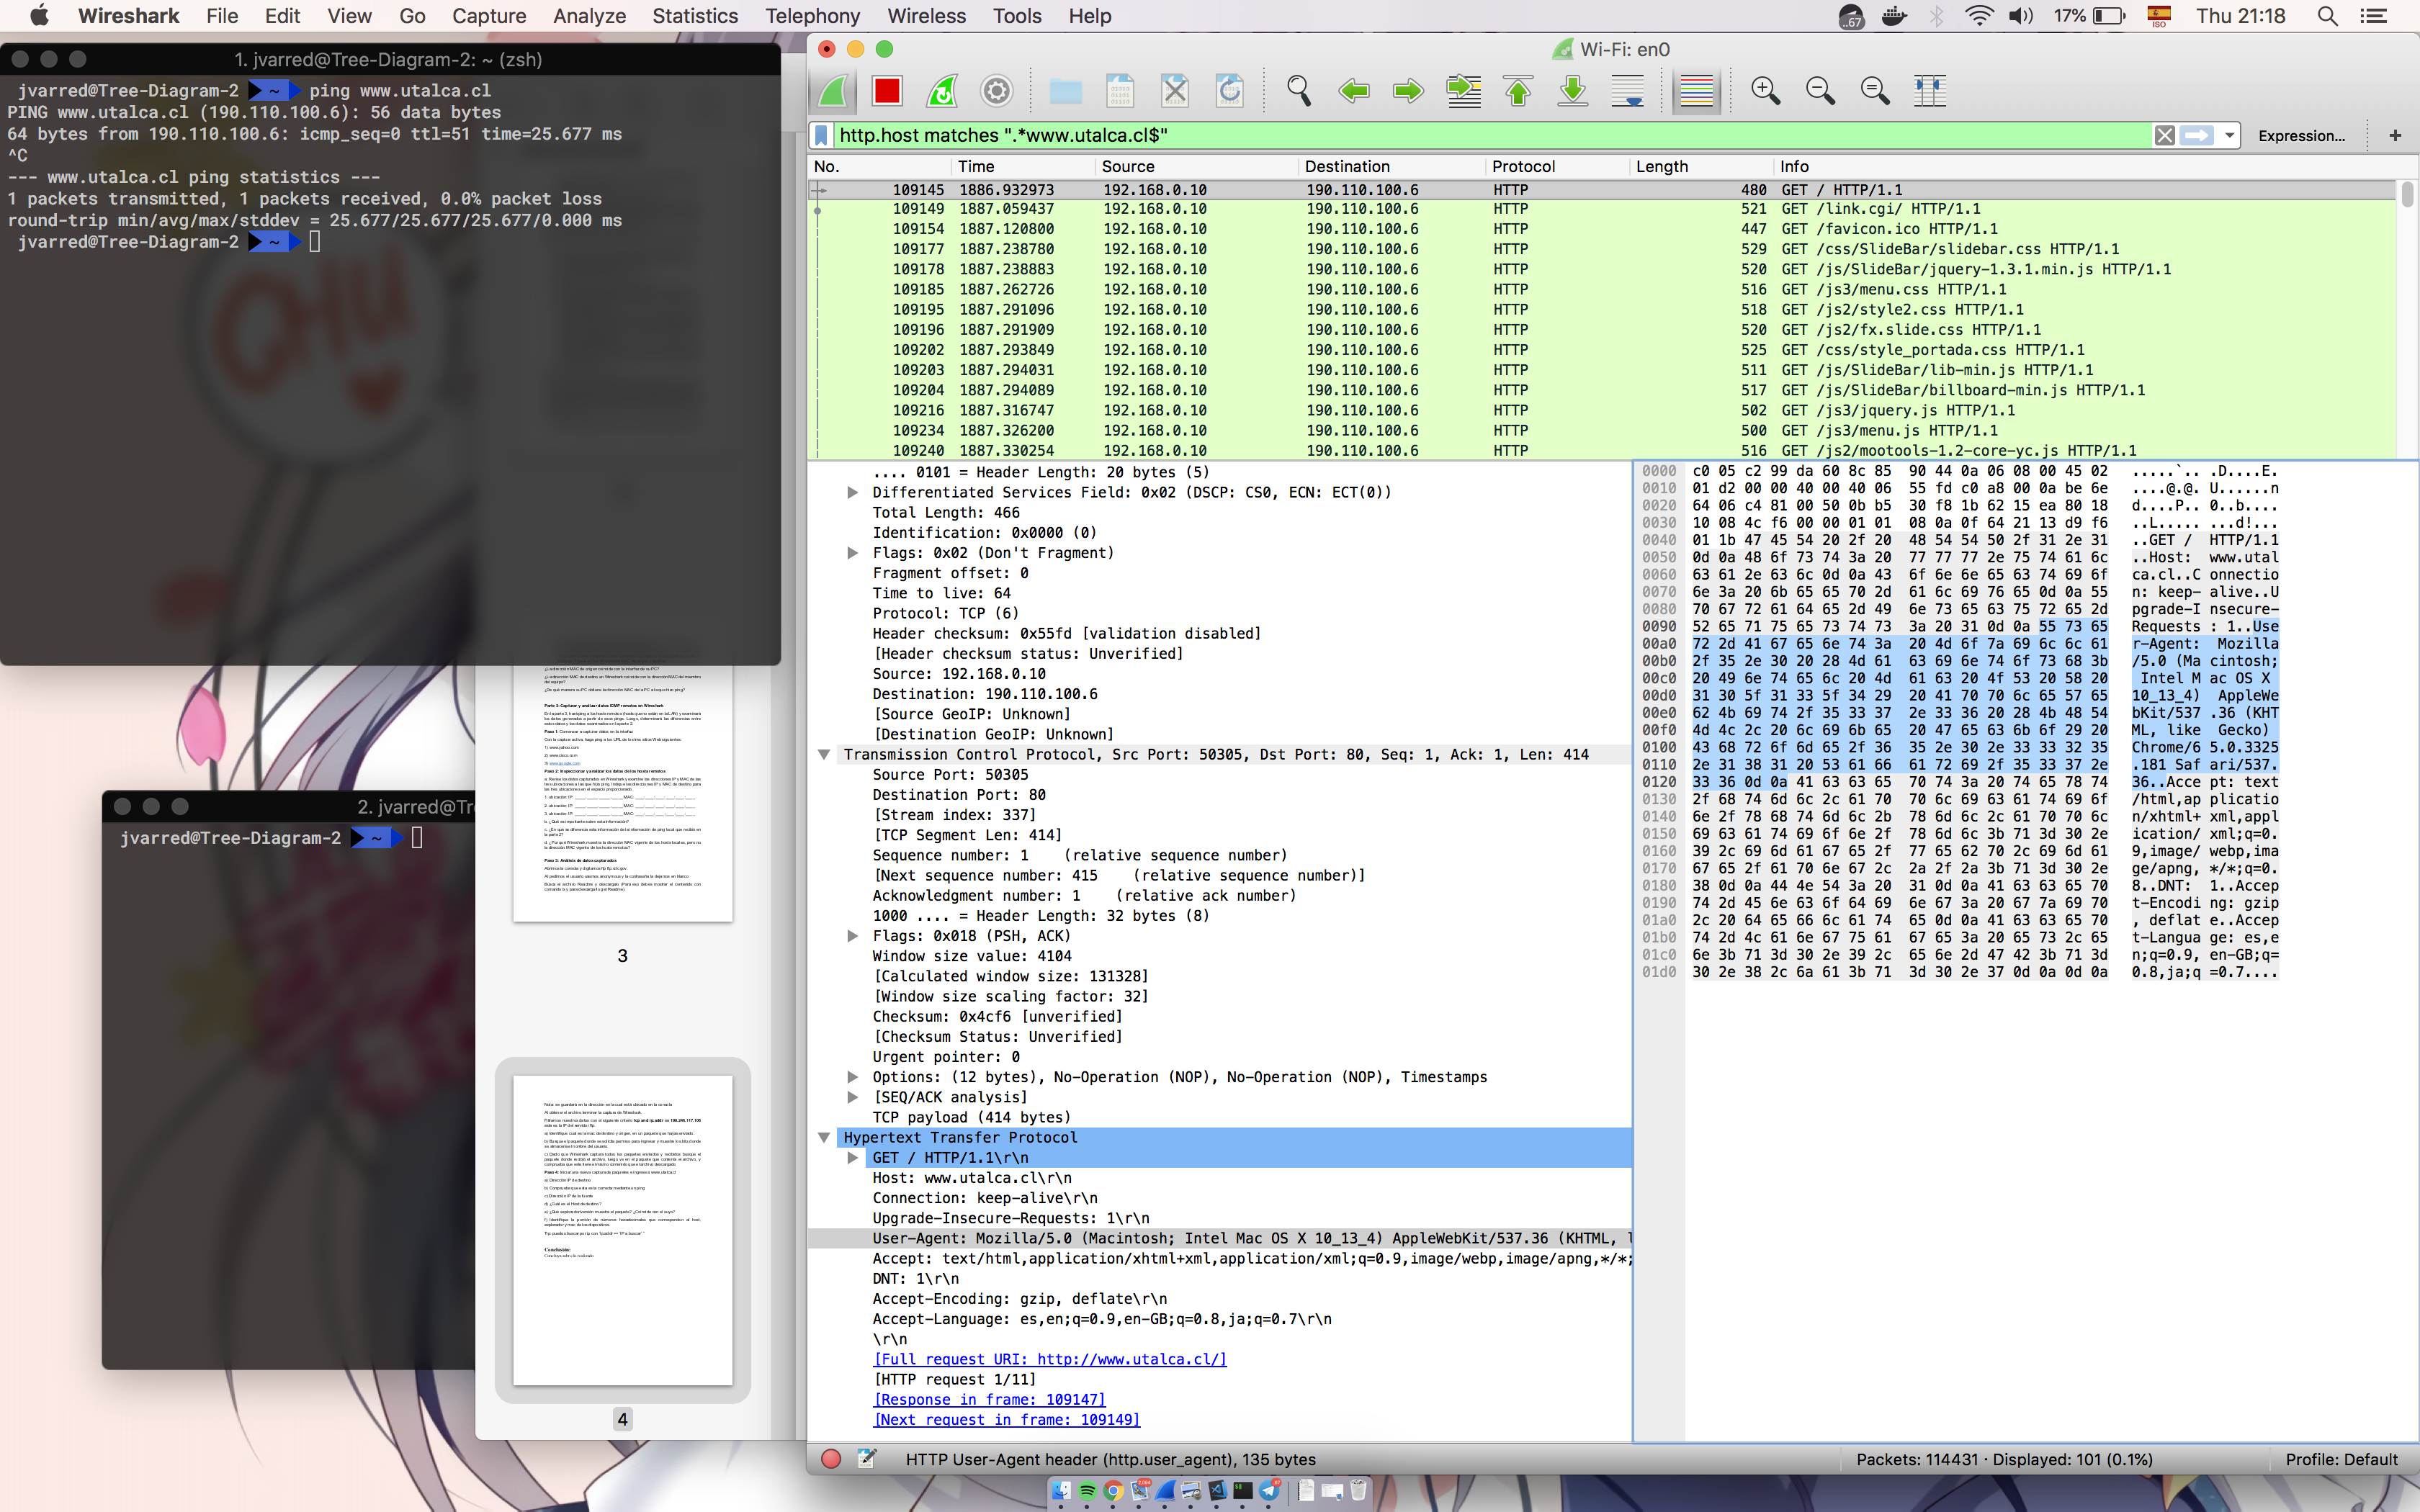 Wireshark File Edit View Go Capture Analyze Statistics Telephony Wireless Tools Help
..67 17% ISO Thu 21:18
1. jvarred@Tree-Diagram-2: ~ (zsh)
jvarred@Tree-Diagram-2 ~ ping www.utalca.cl
PING www.utalca.cl (190.110.100.6): 56 data bytes
64 bytes from 190.110.100.6: icmp_seq=0 ttl=51 time=25.677 ms
^C
--- www.utalca.cl ping statistics ---
1 packets transmitted, 1 packets received, 0.0% packet loss
round-trip min/avg/max/stddev = 25.677/25.677/25.677/0.000 ms
jvarred@Tree-Diagram-2 ~
CHU
2. jvarred@Tr
jvarred@Tree-Diagram-2 ~
3
4
Wi-Fi: en0
http.host matches ".*www.utalca.cl$"
Expression... +
No. Time Source Destination Protocol Length Info
109145 1886.932973 192.168.0.10 190.110.100.6 HTTP 480 GET / HTTP/1.1
109149 1887.059437 192.168.0.10 190.110.100.6 HTTP 521 GET /link.cgi/ HTTP/1.1
109154 1887.120800 192.168.0.10 190.110.100.6 HTTP 447 GET /favicon.ico HTTP/1.1
109177 1887.238780 192.168.0.10 190.110.100.6 HTTP 529 GET /css/SlideBar/slidebar.css HTTP/1.1
109178 1887.238883 192.168.0.10 190.110.100.6 HTTP 520 GET /js/SlideBar/jquery-1.3.1.min.js HTTP/1.1
109185 1887.262726 192.168.0.10 190.110.100.6 HTTP 516 GET /js3/menu.css HTTP/1.1
109195 1887.291096 192.168.0.10 190.110.100.6 HTTP 518 GET /js2/style2.css HTTP/1.1
109196 1887.291909 192.168.0.10 190.110.100.6 HTTP 520 GET /js2/fx.slide.css HTTP/1.1
109202 1887.293849 192.168.0.10 190.110.100.6 HTTP 525 GET /css/style_portada.css HTTP/1.1
109203 1887.294031 192.168.0.10 190.110.100.6 HTTP 511 GET /js/SlideBar/lib-min.js HTTP/1.1
109204 1887.294089 192.168.0.10 190.110.100.6 HTTP 517 GET /js/SlideBar/billboard-min.js HTTP/1.1
109216 1887.316747 192.168.0.10 190.110.100.6 HTTP 502 GET /js3/jquery.js HTTP/1.1
109234 1887.326200 192.168.0.10 190.110.100.6 HTTP 500 GET /js3/menu.js HTTP/1.1
109240 1887.330254 192.168.0.10 190.110.100.6 HTTP 516 GET /js2/mootools-1.2-core-yc.js HTTP/1.1
.... 0101 = Header Length: 20 bytes (5)
Differentiated Services Field: 0x02 (DSCP: CS0, ECN: ECT(0))
Total Length: 466
Identification: 0x0000 (0)
Flags: 0x02 (Don't Fragment)
Fragment offset: 0
Time to live: 64
Protocol: TCP (6)
Header checksum: 0x55fd [validation disabled]
[Header checksum status: Unverified]
Source: 192.168.0.10
Destination: 190.110.100.6
[Source GeoIP: Unknown]
[Destination GeoIP: Unknown]
Transmission Control Protocol, Src Port: 50305, Dst Port: 80, Seq: 1, Ack: 1, Len: 414
Source Port: 50305
Destination Port: 80
[Stream index: 337]
[TCP Segment Len: 414]
Sequence number: 1 (relative sequence number)
[Next sequence number: 415 (relative sequence number)]
Acknowledgment number: 1 (relative ack number)
1000 .... = Header Length: 32 bytes (8)
Flags: 0x018 (PSH, ACK)
Window size value: 4104
[Calculated window size: 131328]
[Window size scaling factor: 32]
Checksum: 0x4cf6 [unverified]
[Checksum Status: Unverified]
Urgent pointer: 0
Options: (12 bytes), No-Operation (NOP), No-Operation (NOP), Timestamps
[SEQ/ACK analysis]
TCP payload (414 bytes)
Hypertext Transfer Protocol
GET / HTTP/1.1\r\n
Host: www.utalca.cl\r\n
Connection: keep-alive\r\n
Upgrade-Insecure-Requests: 1\r\n
User-Agent: Mozilla/5.0 (Macintosh; Intel Mac OS X 10_13_4) AppleWebKit/537.36 (KHTML, l
Accept: text/html,application/xhtml+xml,application/xml;q=0.9,image/webp,image/apng,*/*;
DNT: 1\r\n
Accept-Encoding: gzip, deflate\r\n
Accept-Language: es,en;q=0.9,en-GB;q=0.8,ja;q=0.7\r\n
\r\n
[Full request URI: http://www.utalca.cl/]
[HTTP request 1/11]
[Response in frame: 109147]
[Next request in frame: 109149]
0000 c0 05 c2 99 da 60 8c 85 90 44 0a 06 08 00 45 02 .....`.. .D....E.
0010 01 d2 00 00 40 00 40 06 55 fd c0 a8 00 0a be 6e ....@.@. U......n
0020 64 06 c4 81 00 50 0b b5 30 f8 1b 62 15 ea 80 18 d....P.. 0..b....
0030 10 08 4c f6 00 00 01 01 08 0a 0f 64 21 13 d9 f6 ..L..... ...d!...
0040 01 1b 47 45 54 20 2f 20 48 54 54 50 2f 31 2e 31 ..GET / HTTP/1.1
0050 0d 0a 48 6f 73 74 3a 20 77 77 77 2e 75 74 61 6c ..Host: www.utal
0060 63 61 2e 63 6c 0d 0a 43 6f 6e 6e 65 63 74 69 6f ca.cl..C onnectio
0070 6e 3a 20 6b 65 65 70 2d 61 6c 69 76 65 0d 0a 55 n: keep- alive..U
0080 70 67 72 61 64 65 2d 49 6e 73 65 63 75 72 65 2d pgrade-I nsecure-
0090 52 65 71 75 65 73 74 73 3a 20 31 0d 0a 55 73 65 Requests : 1..Use
00a0 72 2d 41 67 65 6e 74 3a 20 4d 6f 7a 69 6c 6c 61 r-Agent: Mozilla
00b0 2f 35 2e 30 20 28 4d 61 63 69 6e 74 6f 73 68 3b /5.0 (Ma cintosh;
00c0 20 49 6e 74 65 6c 20 4d 61 63 20 4f 53 20 58 20 Intel M ac OS X
00d0 31 30 5f 31 33 5f 34 29 20 41 70 70 6c 65 57 65 10_13_4) AppleWe
00e0 62 4b 69 74 2f 35 33 37 2e 33 36 20 28 4b 48 54 bKit/537 .36 (KHT
00f0 4d 4c 2c 20 6c 69 6b 65 20 47 65 63 6b 6f 29 20 ML, like Gecko)
0100 43 68 72 6f 6d 65 2f 36 35 2e 30 2e 33 33 32 35 Chrome/6 5.0.3325
0110 2e 31 38 31 20 53 61 66 61 72 69 2f 35 33 37 2e .181 Saf ari/537.
0120 33 36 0d 0a 41 63 63 65 70 74 3a 20 74 65 78 74 36..Acce pt: text
0130 2f 68 74 6d 6c 2c 61 70 70 6c 69 63 61 74 69 6f /html,ap plicatio
0140 6e 2f 78 68 74 6d 6c 2b 78 6d 6c 2c 61 70 70 6c n/xhtml+ xml,appl
0150 69 63 61 74 69 6f 6e 2f 78 6d 6c 3b 71 3d 30 2e ication/ xml;q=0.
0160 39 2c 69 6d 61 67 65 2f 77 65 62 70 2c 69 6d 61 9,image/ webp,ima
0170 67 65 2f 61 70 6e 67 2c 2a 2f 2a 3b 71 3d 30 2e ge/apng, */*;q=0.
0180 38 0d 0a 44 4e 54 3a 20 31 0d 0a 41 63 63 65 70 8..DNT: 1..Accep
0190 74 2d 45 6e 63 6f 64 69 6e 67 3a 20 67 7a 69 70 t-Encodi ng: gzip
01a0 2c 20 64 65 66 6c 61 74 65 0d 0a 41 63 63 65 70 , deflat e..Accep
01b0 74 2d 4c 61 6e 67 75 61 67 65 3a 20 65 73 2c 65 t-Langua ge: es,e
01c0 6e 3b 71 3d 30 2e 39 2c 65 6e 2d 47 42 3b 71 3d n;q=0.9, en-GB;q=
01d0 30 2e 38 2c 6a 61 3b 71 3d 30 2e 37 0d 0a 0d 0a 0.8,ja;q =0.7....
HTTP User-Agent header (http.user_agent), 135 bytes
Packets: 114431 · Displayed: 101 (0.1%)
Profile: Default